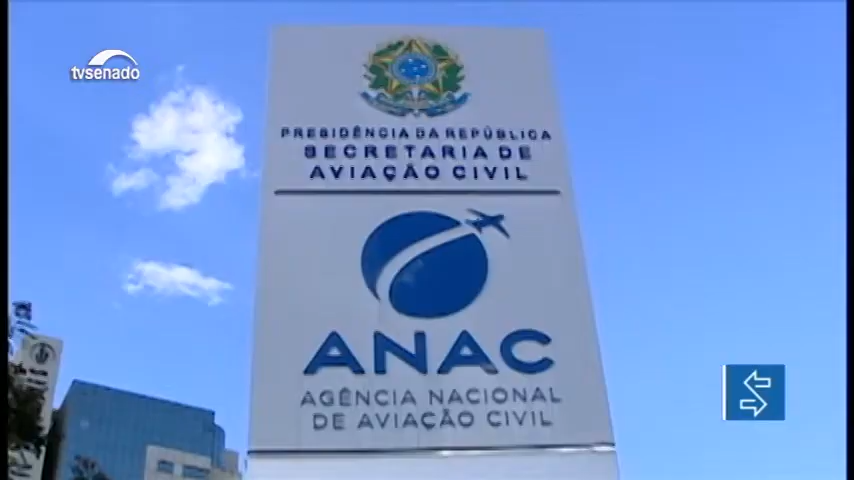 tvsenado
PRESIDÊNCIA DA REPÚBLICA
SECRETARIA DE
AVIAÇÃO CIVIL
ANAC
AGÊNCIA NACIONAL
DE AVIAÇÃO CIVIL